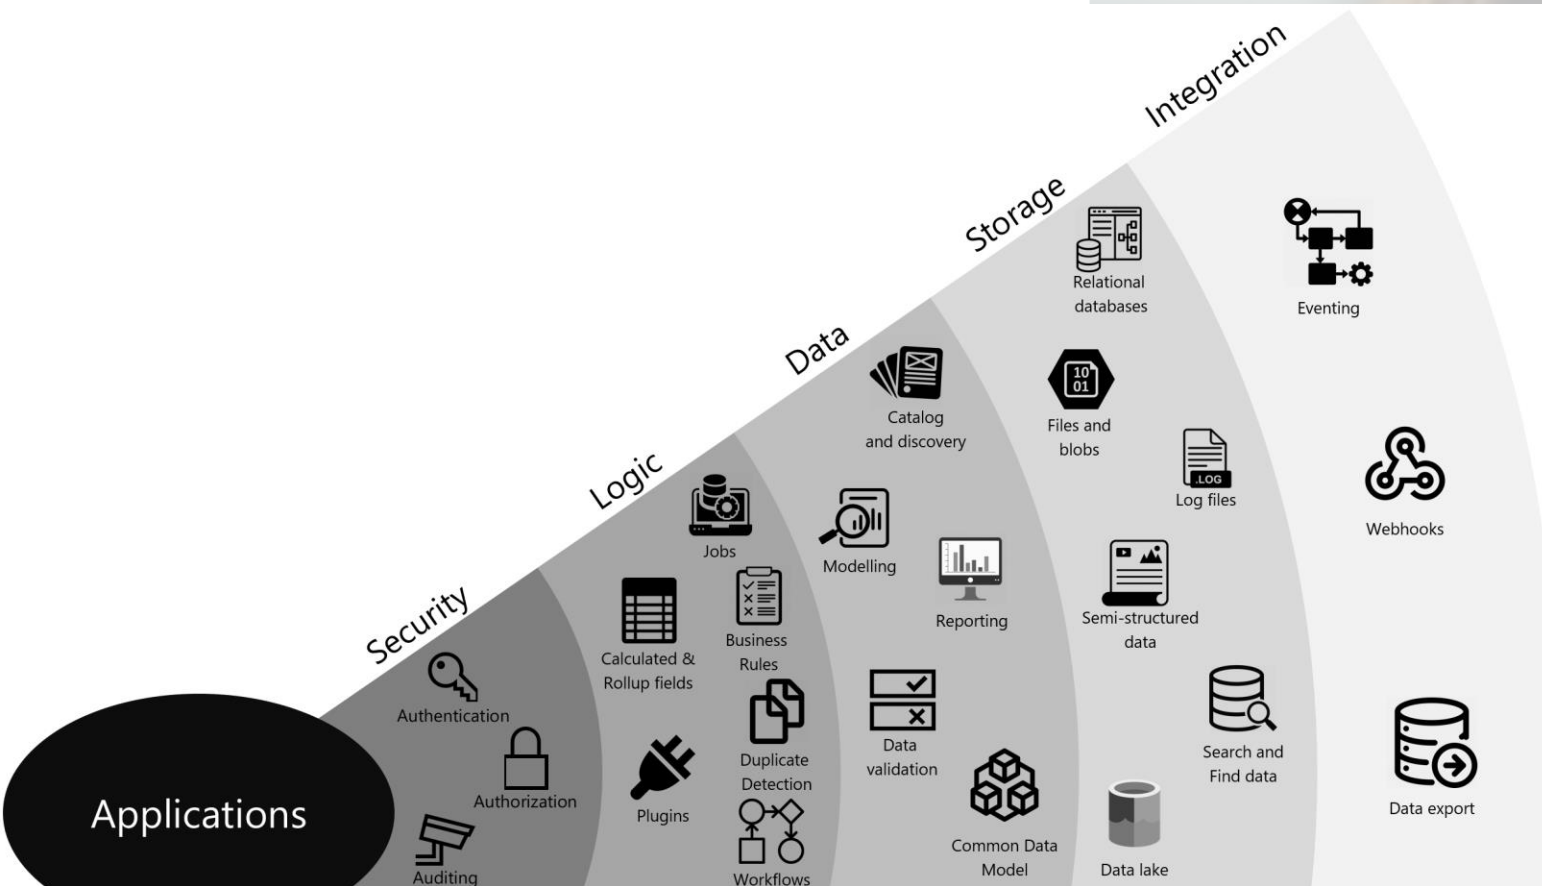 Integration
Storage
Data
Logic
Security
Applications
Authentication
Authorization
Auditing
Jobs
Calculated &
Rollup fields
Business
Rules
Plugins
Duplicate
Detection
Workflows
Catalog
and discovery
Modelling
Reporting
Data
validation
Common Data
Model
Relational
databases
10
01
Files and
blobs
.LOG
Log files
Semi-structured
data
Search and
Find data
Data lake
Eventing
Webhooks
Data export